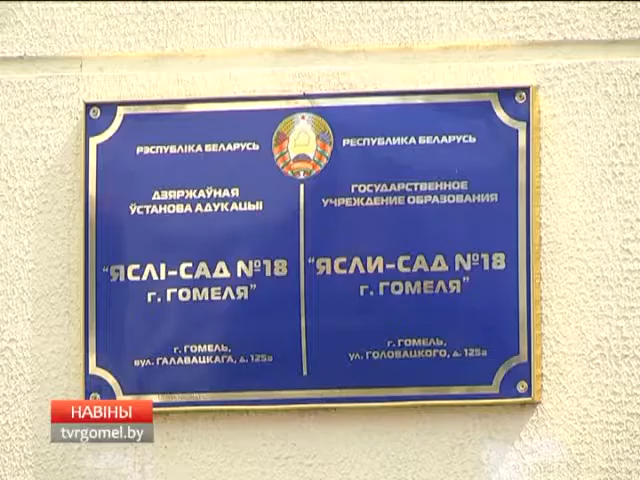 РЭСПУБЛІКА БЕЛАРУСЬ
ДЗЯРЖАЎНАЯ
ЎСТАНОВА АДУКАЦЫІ
"ЯСЛІ-САД №18
г. ГОМЕЛЯ"
г. ГОМЕЛЬ,
вул. ГАЛАВАЦКАГА, д. 125а
РЕСПУБЛИКА БЕЛАРУСЬ
ГОСУДАРСТВЕННОЕ
УЧРЕЖДЕНИЕ ОБРАЗОВАНИЯ
"ЯСЛИ-САД №18
г. ГОМЕЛЯ"
г. ГОМЕЛЬ,
ул. ГОЛОВАЦКОГО, д. 125а
НАВІНЫ
tvrgomel.by